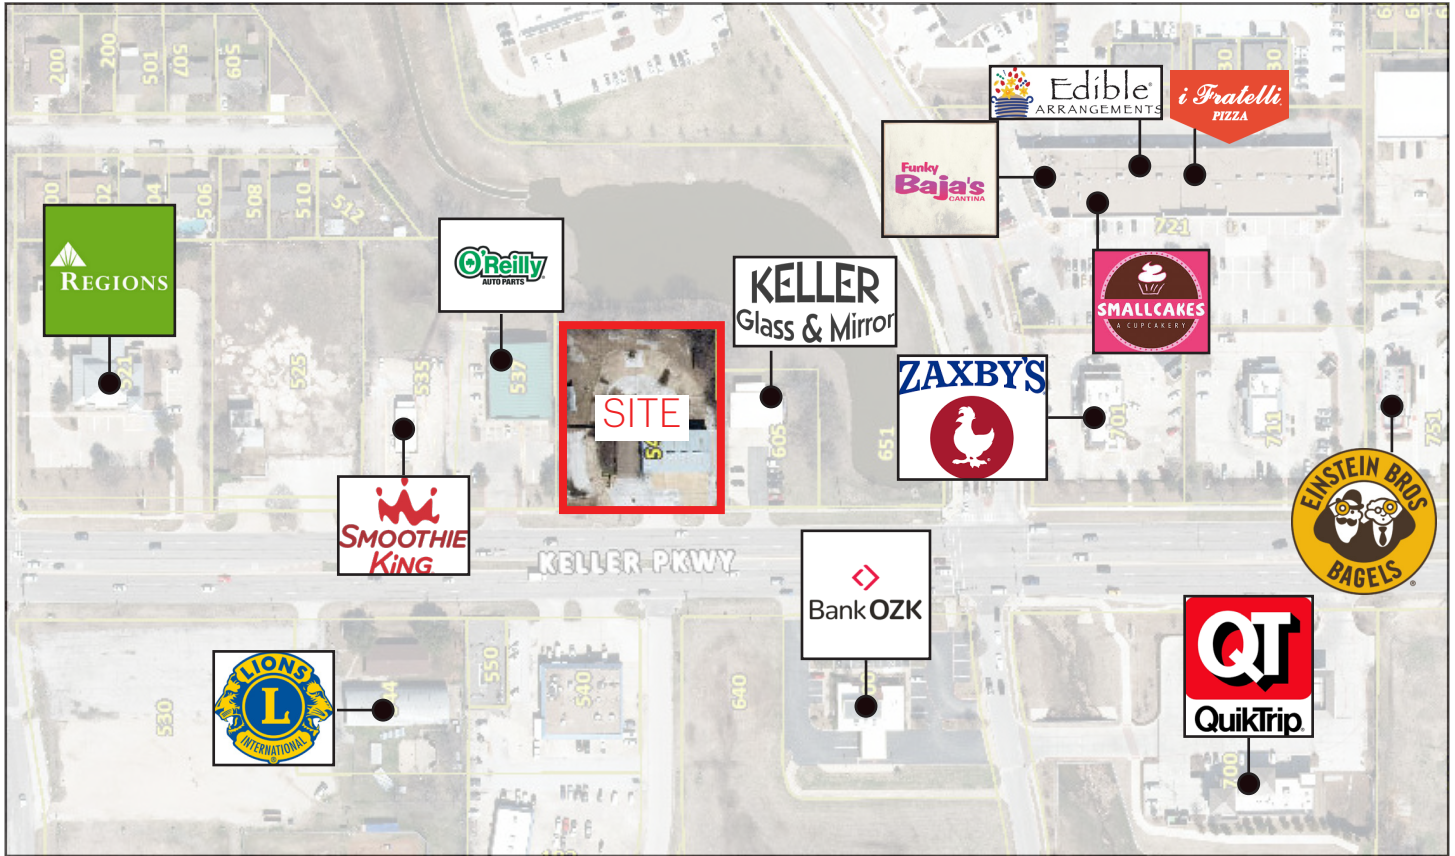 200
200
501
507
605
Edible
ARRANGEMENTS
i Fratelli
PIZZA
Funky
Baja's
CANTINA
506
508
510
512
721
REGIONS
O'Reilly
AUTO PARTS
KELLER
Glass & Mirror
SMALLCAKES
A CUPCAKERY
521
525
535
537
SITE
ZAXBY'S
605
651
701
711
751
SMOOTHIE
KiNG
EINSTEIN BROS
BAGELS
KELLER PKWY
Bank OZK
QT
QuikTrip
LIONS
L
INTERNATIONAL
530
550
540
640
700